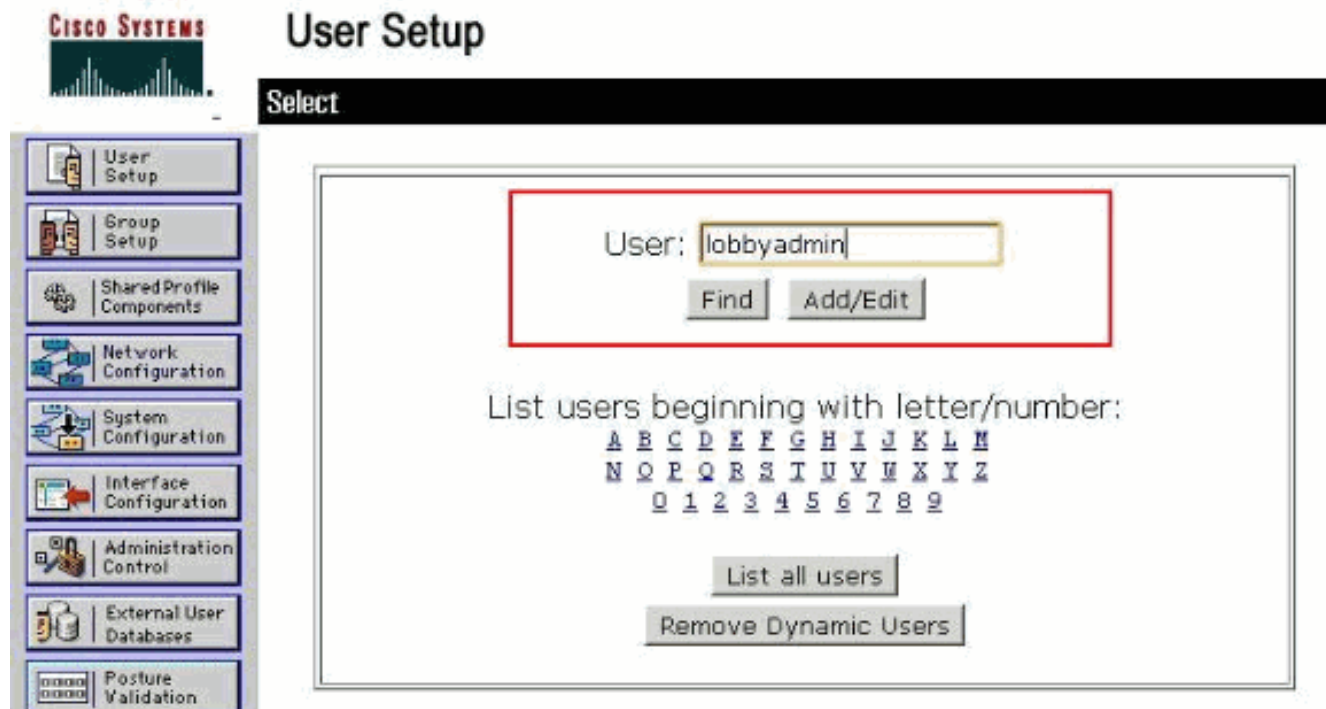 CISCO SYSTEMS
User Setup
Select
User
Setup
Group
Setup
Shared Profile
Components
Network
Configuration
System
Configuration
Interface
Configuration
Administration
Control
External User
Databases
Posture
Validation
User: lobbyadmin
Find Add/Edit
List users beginning with letter/number:
A B C D E F G H I J K L M
N O P Q R S T U V W X Y Z
0 1 2 3 4 5 6 7 8 9
List all users
Remove Dynamic Users